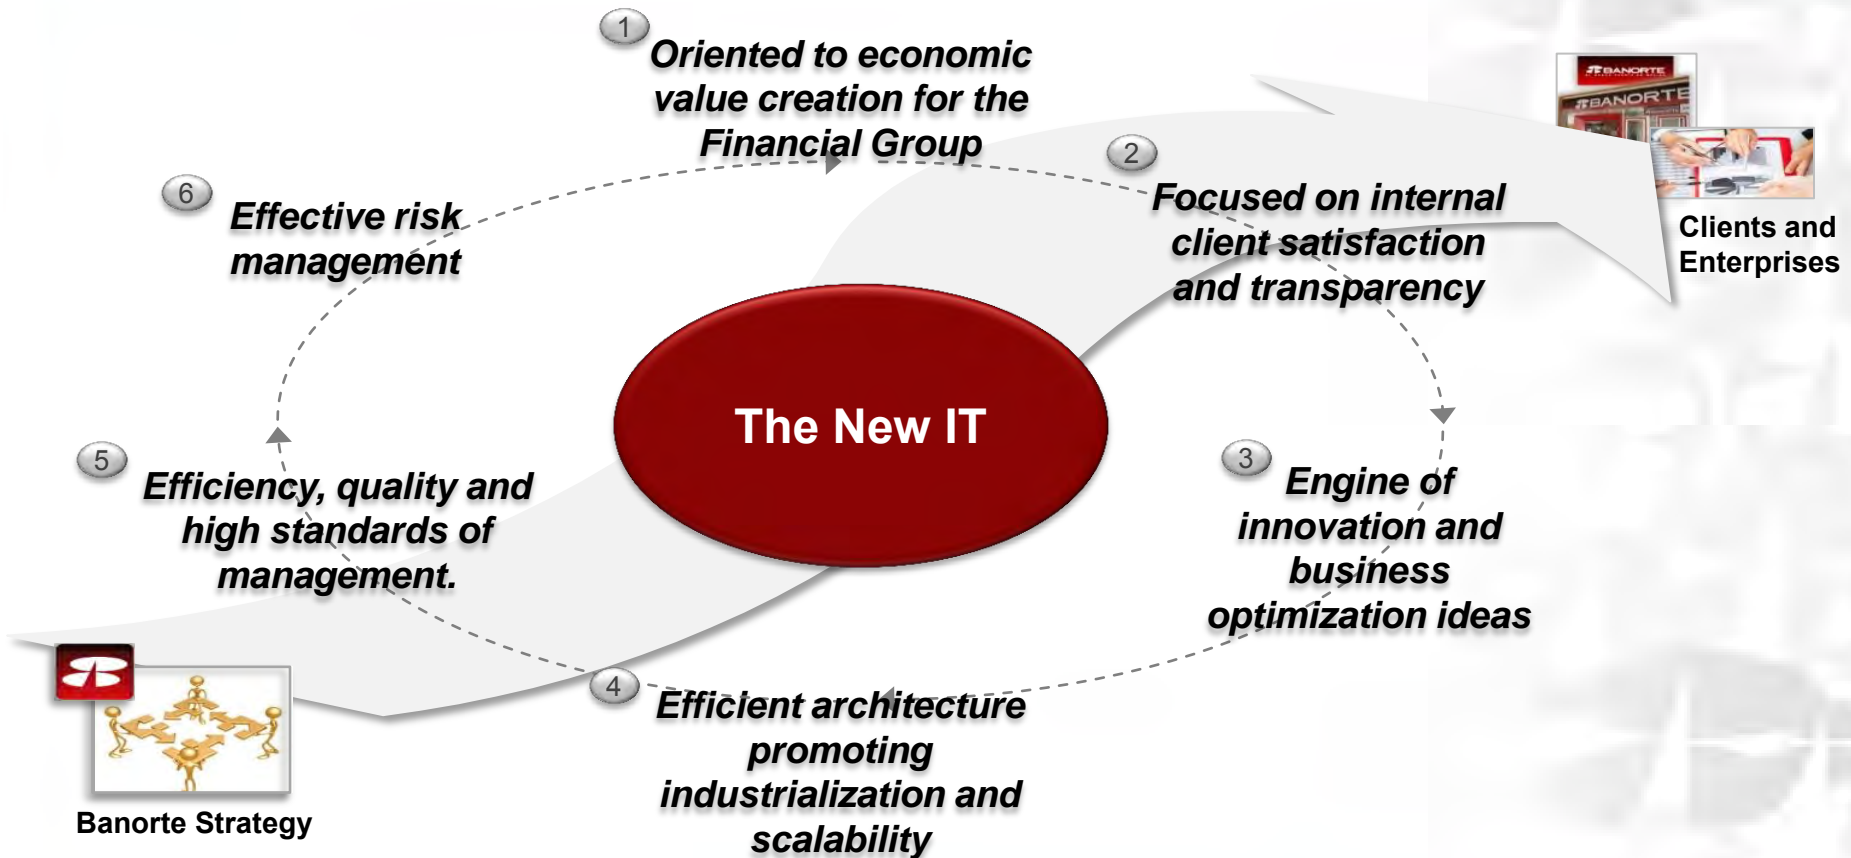 1
Oriented to economic
value creation for the
Financial Group
2
Focused on internal
client satisfaction
and transparency
BANORTE
BANORTE
Clients and
Enterprises
6
Effective risk
management
The New IT
3
Engine of
innovation and
business
optimization ideas
5
Efficiency, quality and
high standards of
management.
4
Efficient architecture
promoting
industrialization and
scalability
Banorte Strategy